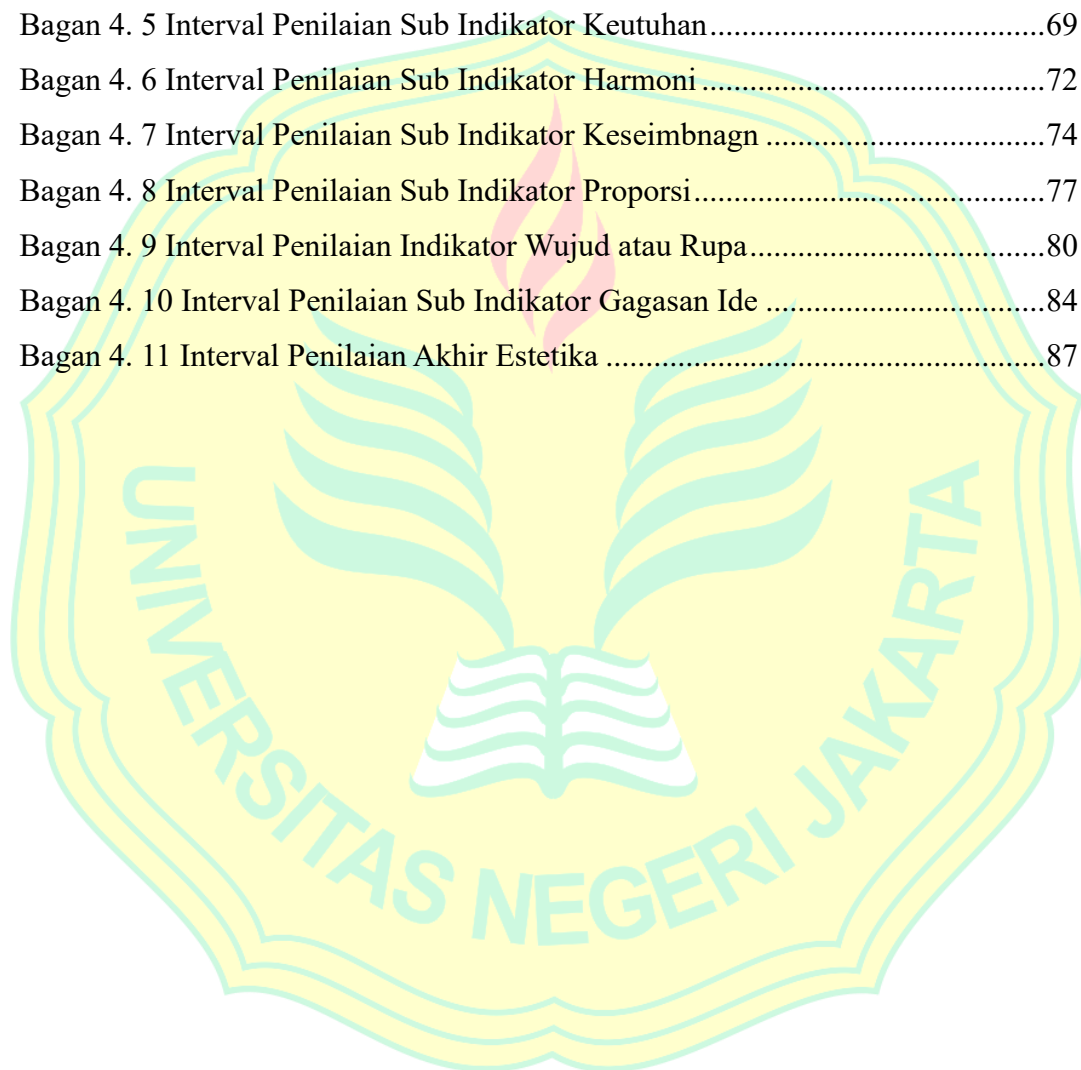 Bagan 4. 5 Interval Penilaian Sub Indikator Keutuhan..........................................69
Bagan 4. 6 Interval Penilaian Sub Indikator Harmoni ...........................................72
Bagan 4. 7 Interval Penilaian Sub Indikator Keseimbnagn ...................................74
Bagan 4. 8 Interval Penilaian Sub Indikator Proporsi............................................77
Bagan 4. 9 Interval Penilaian Indikator Wujud atau Rupa.....................................80
Bagan 4. 10 Interval Penilaian Sub Indikator Gagasan Ide ...................................84
Bagan 4. 11 Interval Penilaian Akhir Estetika .......................................................87
UNIVERSITAS NEGERI JAKARTA